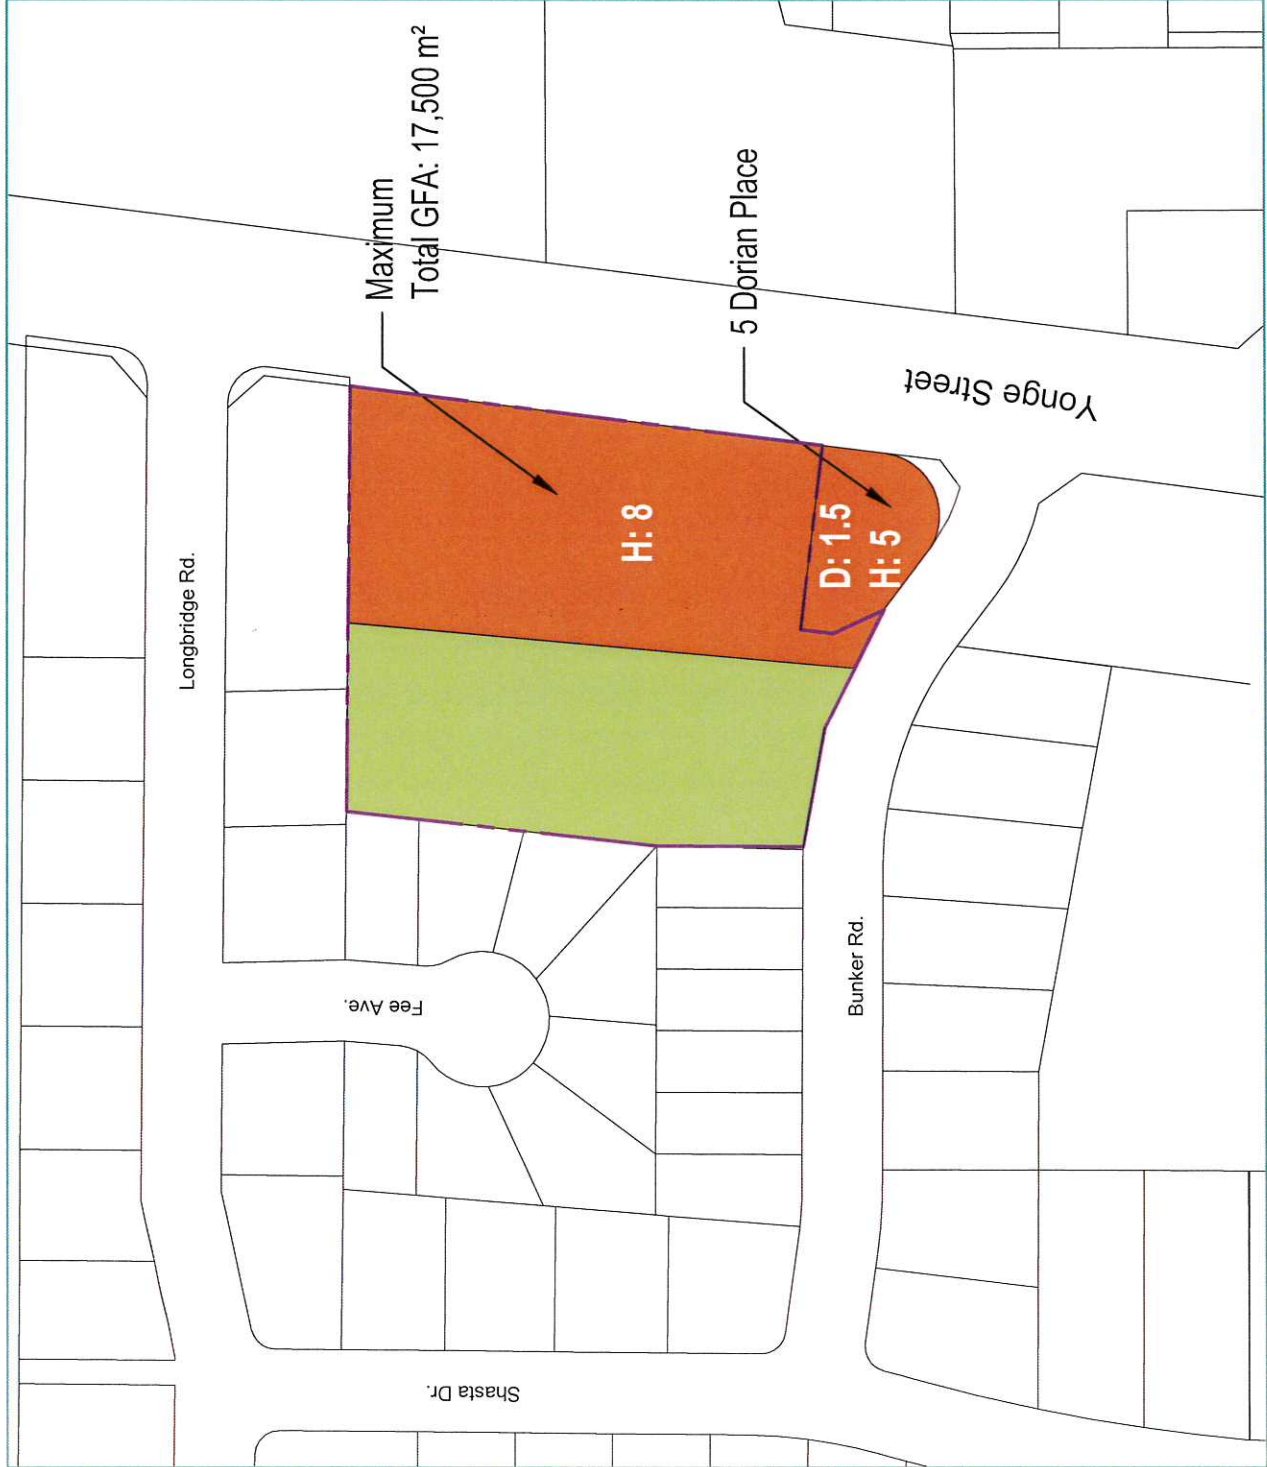 Maximum
Total GFA: 17,500 m²
5 Dorian Place
Yonge Street
Longbridge Rd.
H: 8
D: 1.5
H: 5
Fee Ave.
Bunker Rd.
Shasta Dr.